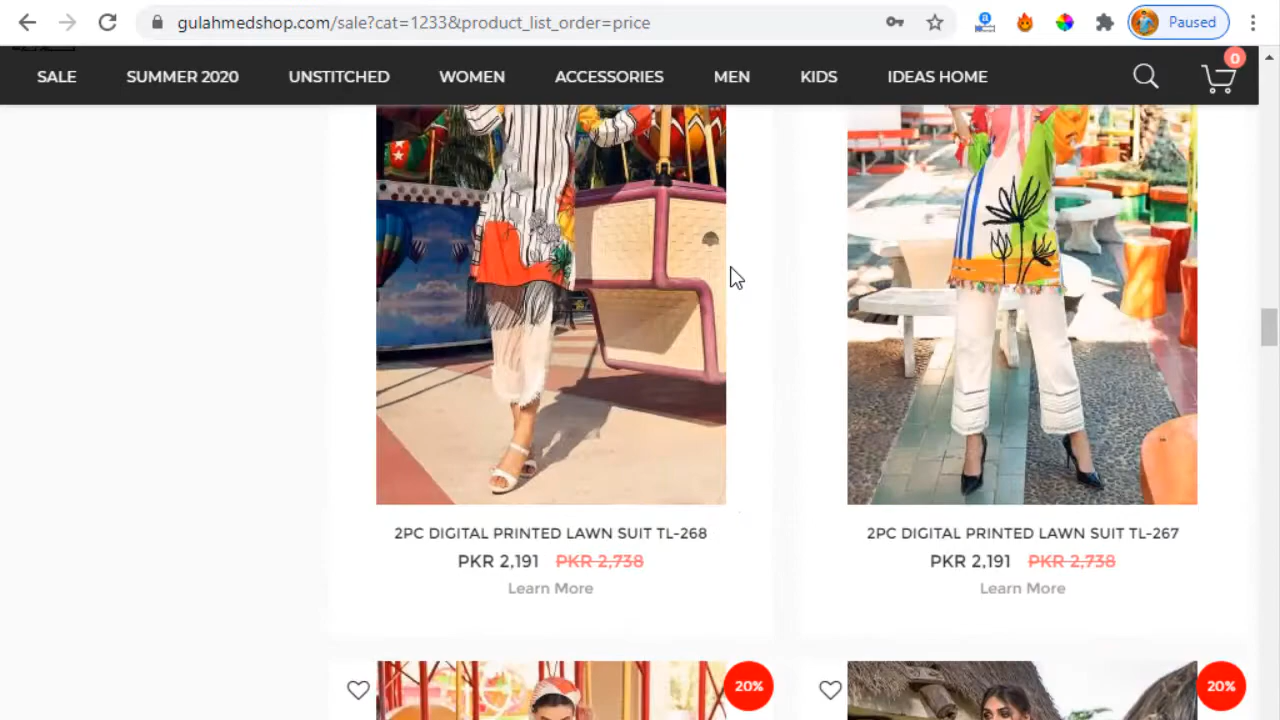 gulahmedshop.com/sale?cat=1233&product_list_order=price
Paused
SALE SUMMER 2020 UNSTITCHED WOMEN ACCESSORIES MEN KIDS IDEAS HOME
0
2PC DIGITAL PRINTED LAWN SUIT TL-268
PKR 2,191 PKR 2,738
Learn More
2PC DIGITAL PRINTED LAWN SUIT TL-267
PKR 2,191 PKR 2,738
Learn More
20%
20%